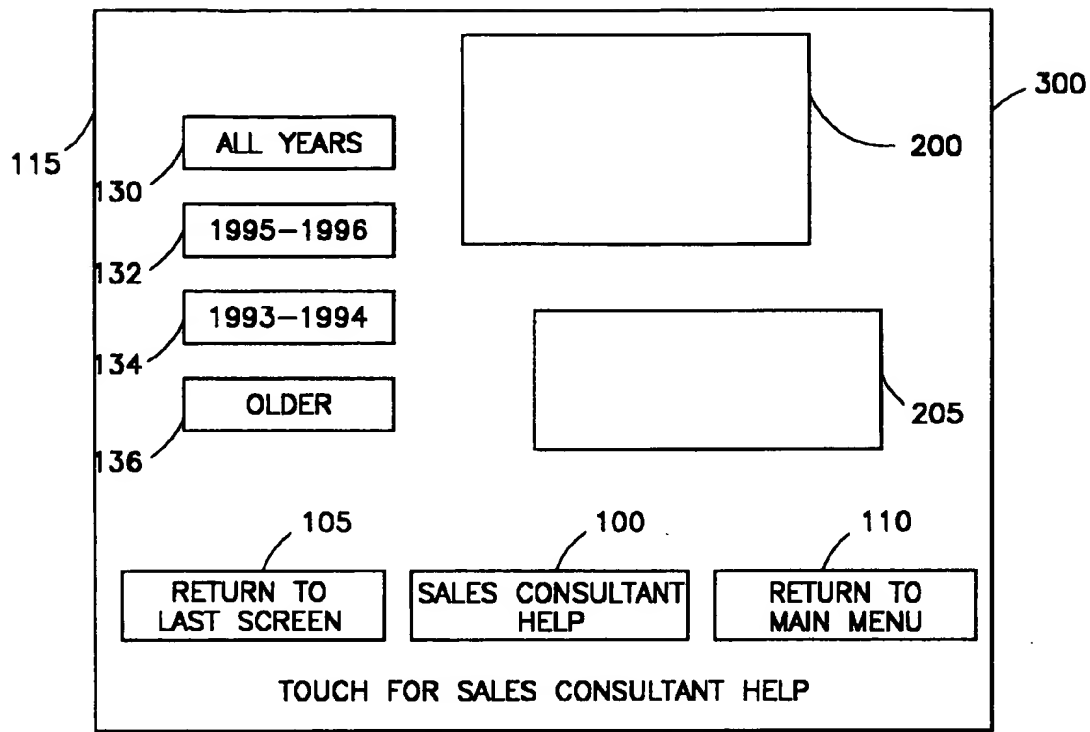 300
115
200
ALL YEARS
130
1995-1996
132
1993-1994
134
OLDER
205
136
105
100
110
RETURN TO
LAST SCREEN
SALES CONSULTANT
HELP
RETURN TO
MAIN MENU
TOUCH FOR SALES CONSULTANT HELP